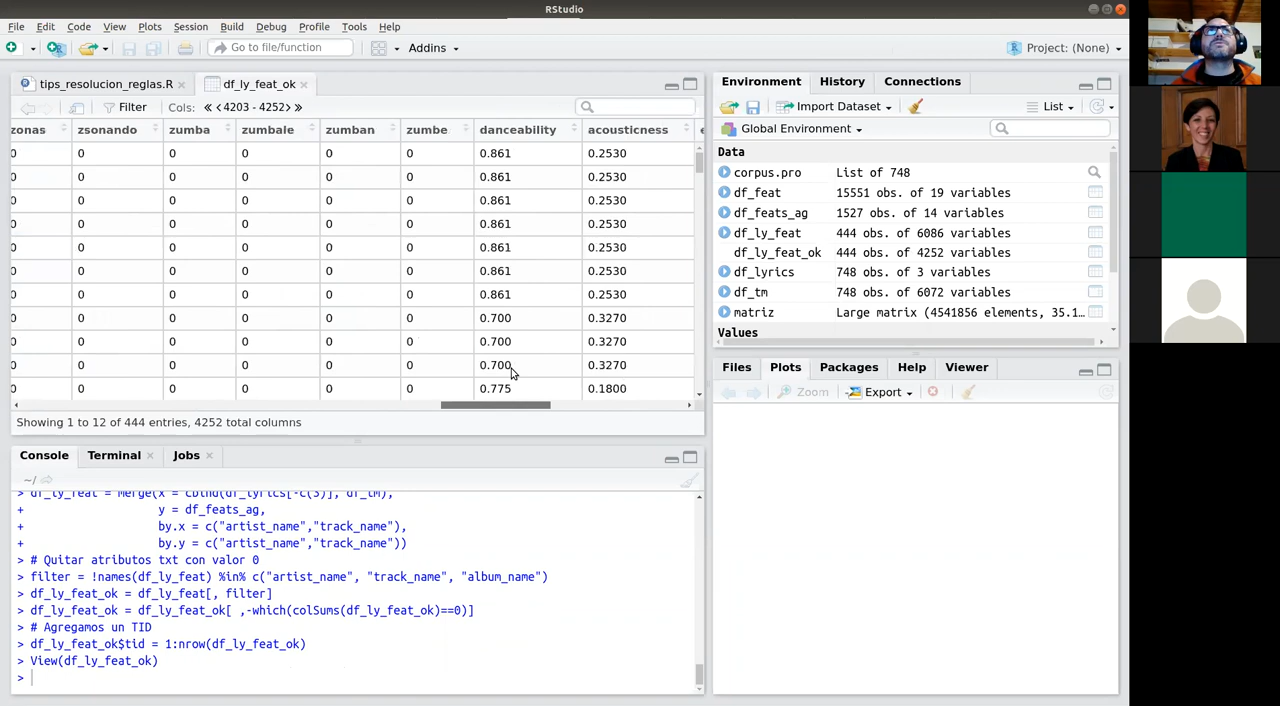 RStudio
File Edit Code View Plots Session Build Debug Profile Tools Help
Go to file/function Addins Project: (None)
tips_resolucion_reglas.R df_ly_feat_ok
Filter Cols: « < 4203 - 4252 > »
zonas zsonando zumba zumbale zumban zumbe danceability acousticness
0 0 0 0 0 0 0.861 0.2530
0 0 0 0 0 0 0.861 0.2530
0 0 0 0 0 0 0.861 0.2530
0 0 0 0 0 0 0.861 0.2530
0 0 0 0 0 0 0.861 0.2530
0 0 0 0 0 0 0.861 0.2530
0 0 0 0 0 0 0.861 0.2530
0 0 0 0 0 0 0.700 0.3270
0 0 0 0 0 0 0.700 0.3270
0 0 0 0 0 0 0.700 0.3270
0 0 0 0 0 0 0.775 0.1800
Showing 1 to 12 of 444 entries, 4252 total columns
Console Terminal Jobs
~/
> df_ly_feat = merge(x = cbind(df_lyrics[-c(3)], df_tm),
+ y = df_feats_ag,
+ by.x = c("artist_name","track_name"),
+ by.y = c("artist_name","track_name"))
> # Quitar atributos txt con valor 0
> filter = !names(df_ly_feat) %in% c("artist_name", "track_name", "album_name")
> df_ly_feat_ok = df_ly_feat[, filter]
> df_ly_feat_ok = df_ly_feat_ok[ ,-which(colSums(df_ly_feat_ok)==0)]
> # Agregamos un TID
> df_ly_feat_ok$tid = 1:nrow(df_ly_feat_ok)
> View(df_ly_feat_ok)
>
Environment History Connections
Import Dataset List
Global Environment
Data
corpus.pro List of 748
df_feat 15551 obs. of 19 variables
df_feats_ag 1527 obs. of 14 variables
df_ly_feat 444 obs. of 6086 variables
df_ly_feat_ok 444 obs. of 4252 variables
df_lyrics 748 obs. of 3 variables
df_tm 748 obs. of 6072 variables
matriz Large matrix (4541856 elements, 35.1…
Values
Files Plots Packages Help Viewer
Zoom Export